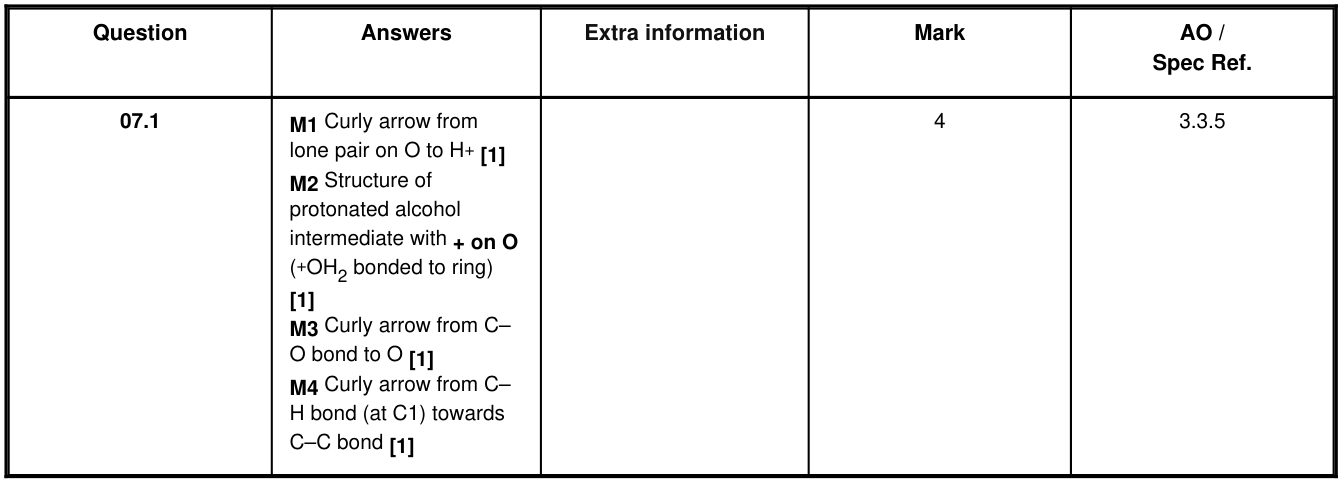 Question Answers Extra information Mark AO /
Spec Ref.
07.1 M1 Curly arrow from 4 3.3.5
lone pair on O to H+ [1]
M2 Structure of
protonated alcohol
intermediate with + on O
(+OH2 bonded to ring)
[1]
M3 Curly arrow from C–
O bond to O [1]
M4 Curly arrow from C–
H bond (at C1) towards
C–C bond [1]